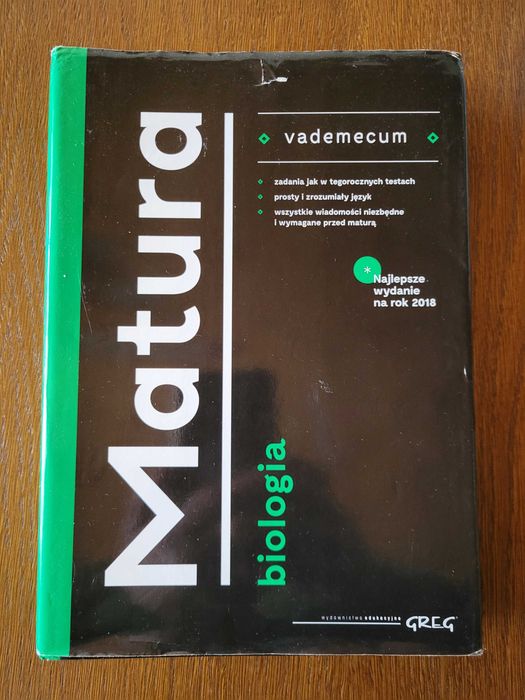 Matura
biologia
vademecum
zadania jak w tegorocznych testach
prosty i zrozumiały język
wszystkie wiadomości niezbędne
i wymagane przed maturą
*
Najlepsze
wydanie
na rok 2018
wydawnictwo edukacyjne
GREG®